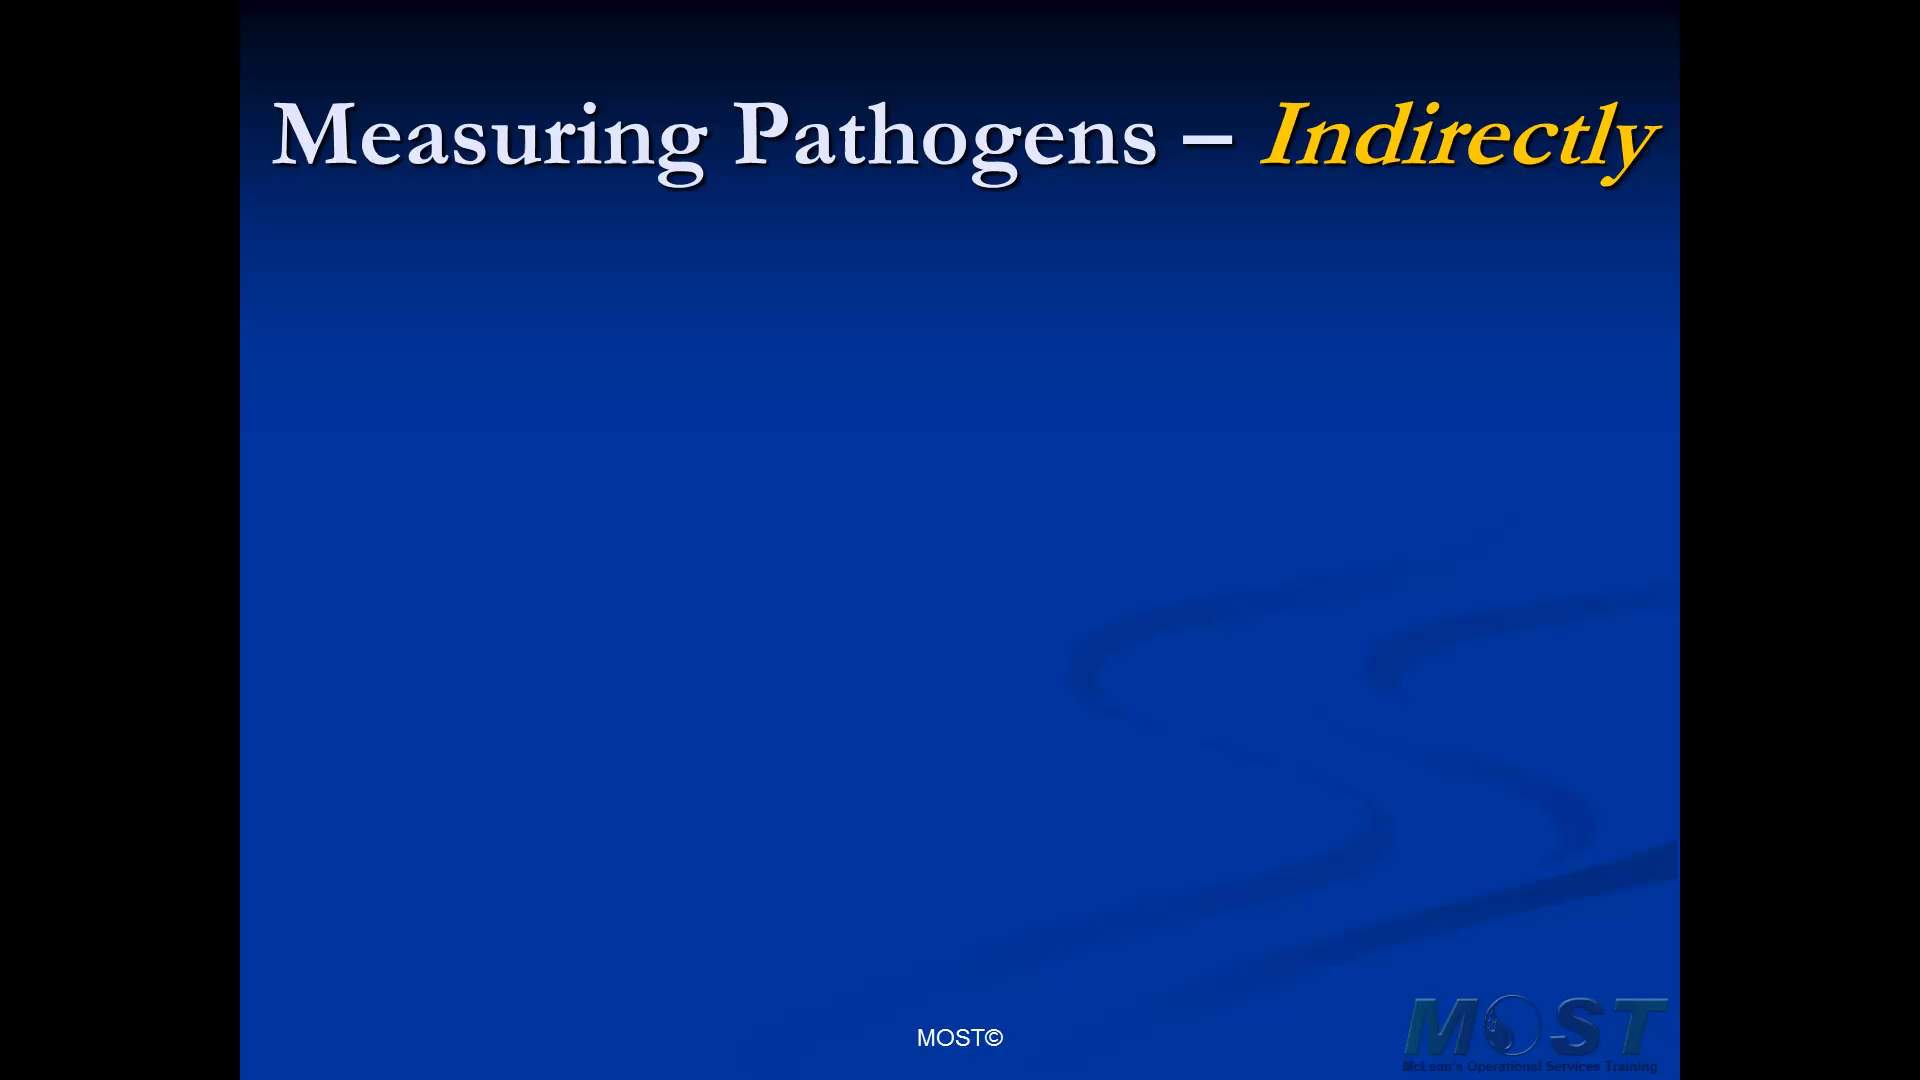 Measuring Pathogens – Indirectly
MOST©
MOST
McLean's Operational Services Training